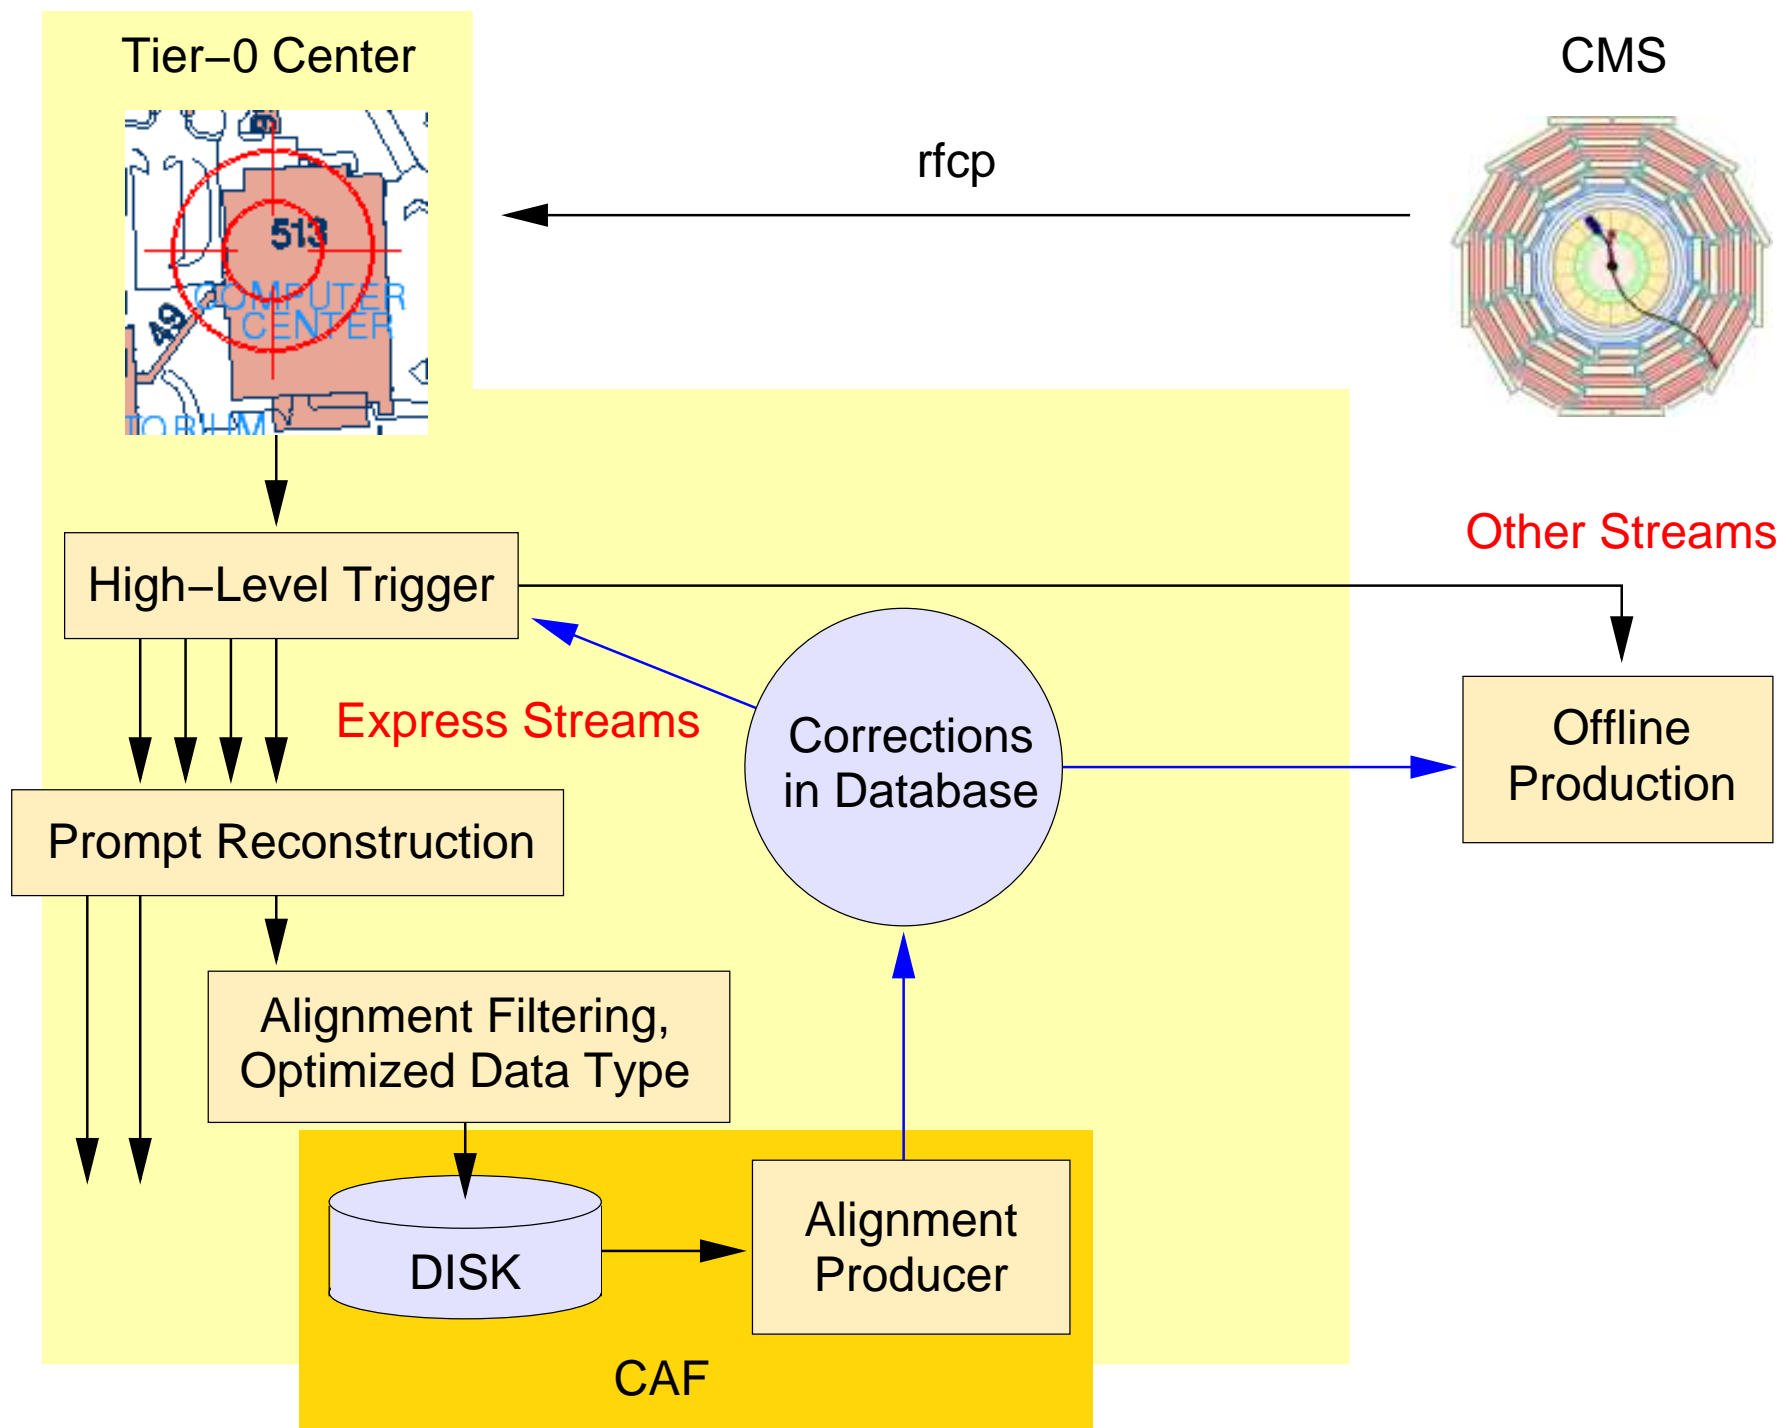 Tier–0 Center
CMS
rfcp
513
COMPUTER
CENTER
49
TORIUM
Other Streams
High–Level Trigger
Express Streams
Corrections
in Database
Offline
Production
Prompt Reconstruction
Alignment Filtering,
Optimized Data Type
DISK
Alignment
Producer
CAF